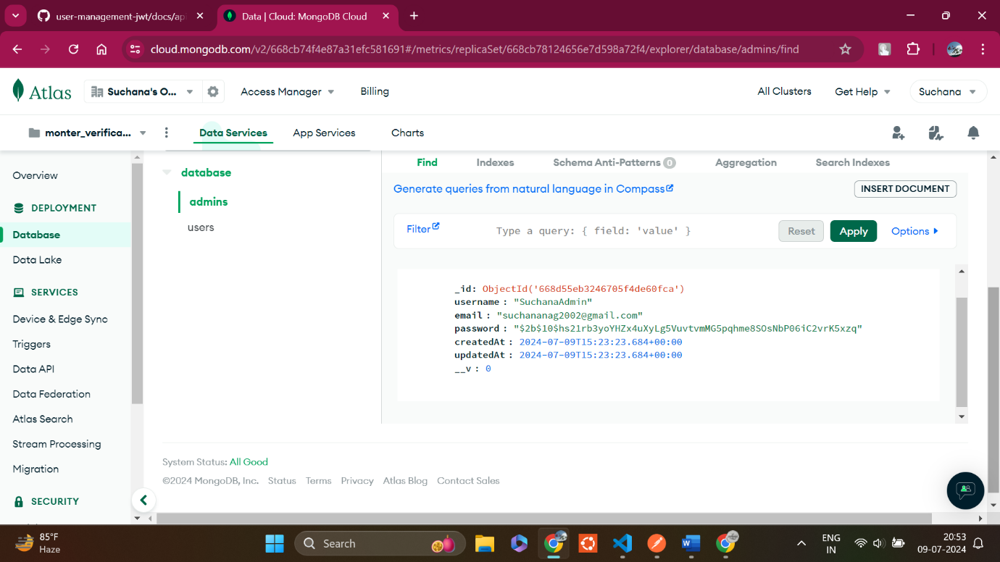 user-management-jwt/docs/api
Data | Cloud: MongoDB Cloud
cloud.mongodb.com/v2/668cb74f4e87a31efc581691#/metrics/replicaSet/668cb78124656e7d598a72f4/explorer/database/admins/find
Atlas
Suchana's O...
Access Manager
Billing
All Clusters
Get Help
Suchana
monter_verifica...
Data Services
App Services
Charts
Overview
DEPLOYMENT
Database
Data Lake
SERVICES
Device & Edge Sync
Triggers
Data API
Data Federation
Atlas Search
Stream Processing
Migration
SECURITY
database
admins
users
Find
Indexes
Schema Anti-Patterns 0
Aggregation
Search Indexes
Generate queries from natural language in Compass
INSERT DOCUMENT
Filter
Type a query: { field: 'value' }
Reset
Apply
Options
_id: ObjectId('668d55eb3246705f4de60fca')
username : "SuchanaAdmin"
email : "suchananag2002@gmail.com"
password : "$2b$10$hs21rb3yoYHZx4uXyLg5VuvtvmMG5pqhme8SOsNbP06iC2vrK5xzq"
createdAt : 2024-07-09T15:23:23.684+00:00
updatedAt : 2024-07-09T15:23:23.684+00:00
__v : 0
System Status: All Good
©2024 MongoDB, Inc.
Status
Terms
Privacy
Atlas Blog
Contact Sales
85°F
Haze
Search
ENG
IN
20:53
09-07-2024